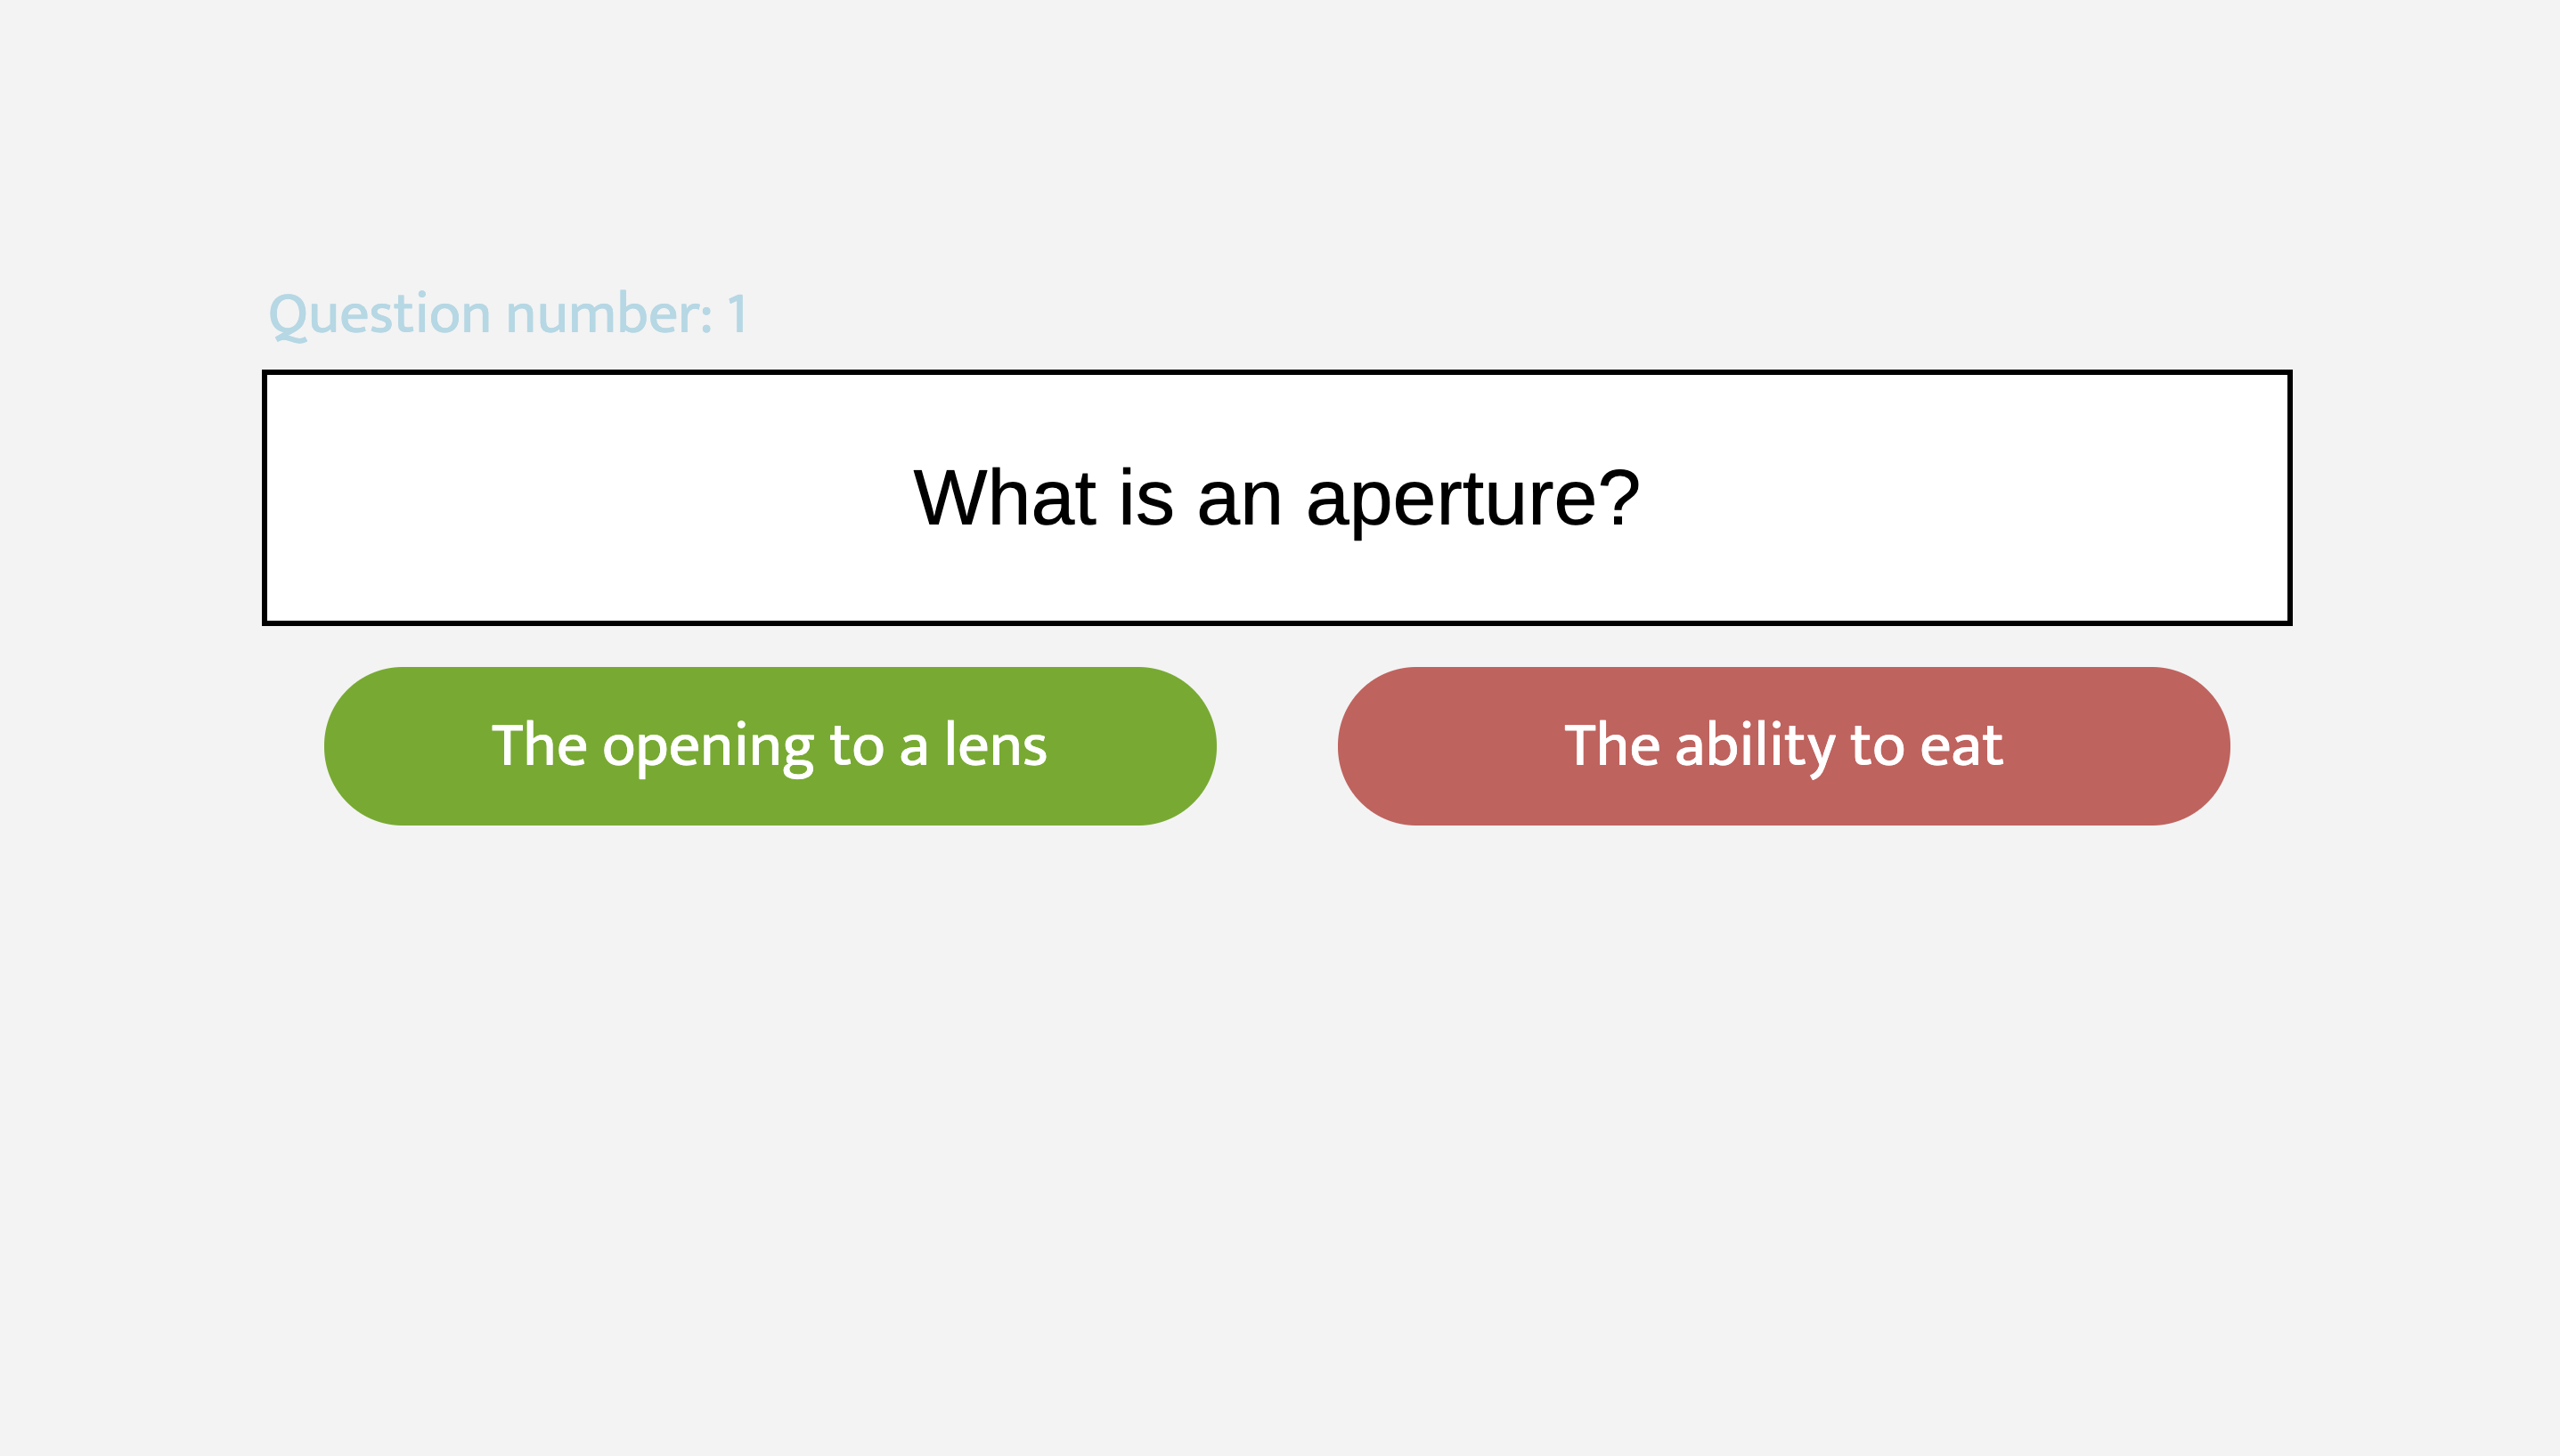 Question number: 1
What is an aperture?
The opening to a lens
The ability to eat